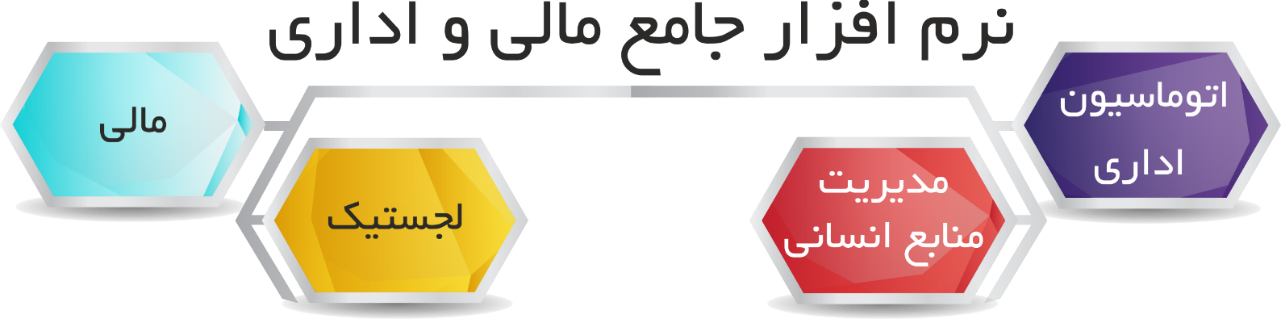 نرم افزار جامع مالی و اداری
اتوماسیون
اداری
مدیریت
منابع انسانی
لجستیک
مالی